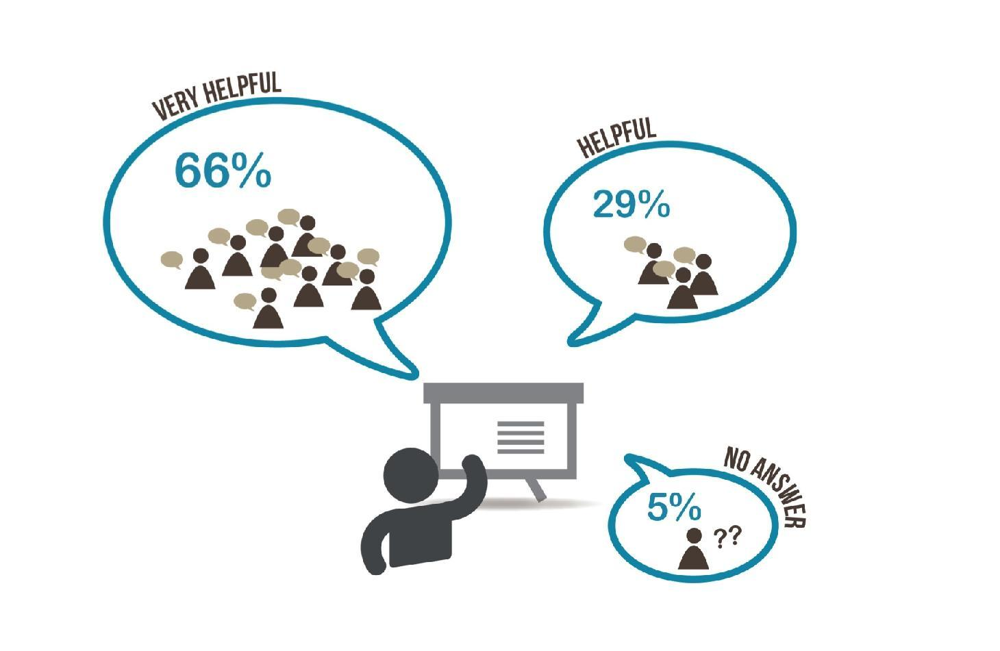 VERY HELPFUL
66%
HELPFUL
29%
NO ANSWER
5%
??